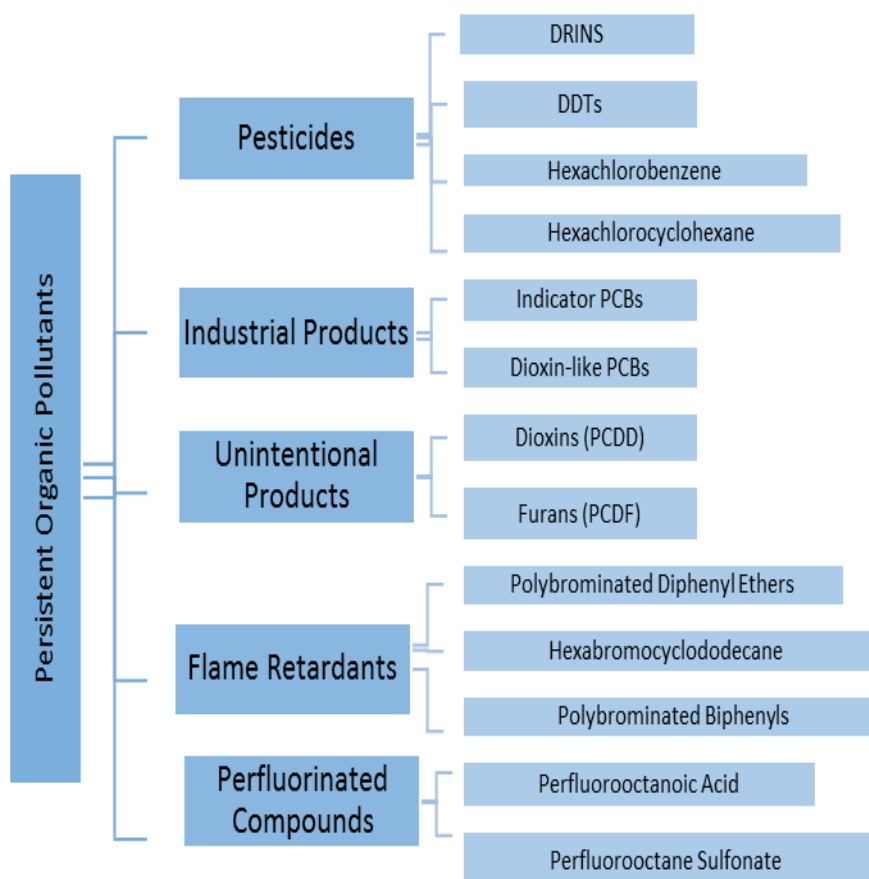 Persistent Organic Pollutants
Pesticides
DRINS
DDTs
Hexachlorobenzene
Hexachlorocyclohexane
Industrial Products
Indicator PCBs
Dioxin-like PCBs
Unintentional
Products
Dioxins (PCDD)
Furans (PCDF)
Flame Retardants
Polybrominated Diphenyl Ethers
Hexabromocyclododecane
Polybrominated Biphenyls
Perfluorinated
Compounds
Perfluorooctanoic Acid
Perfluorooctane Sulfonate